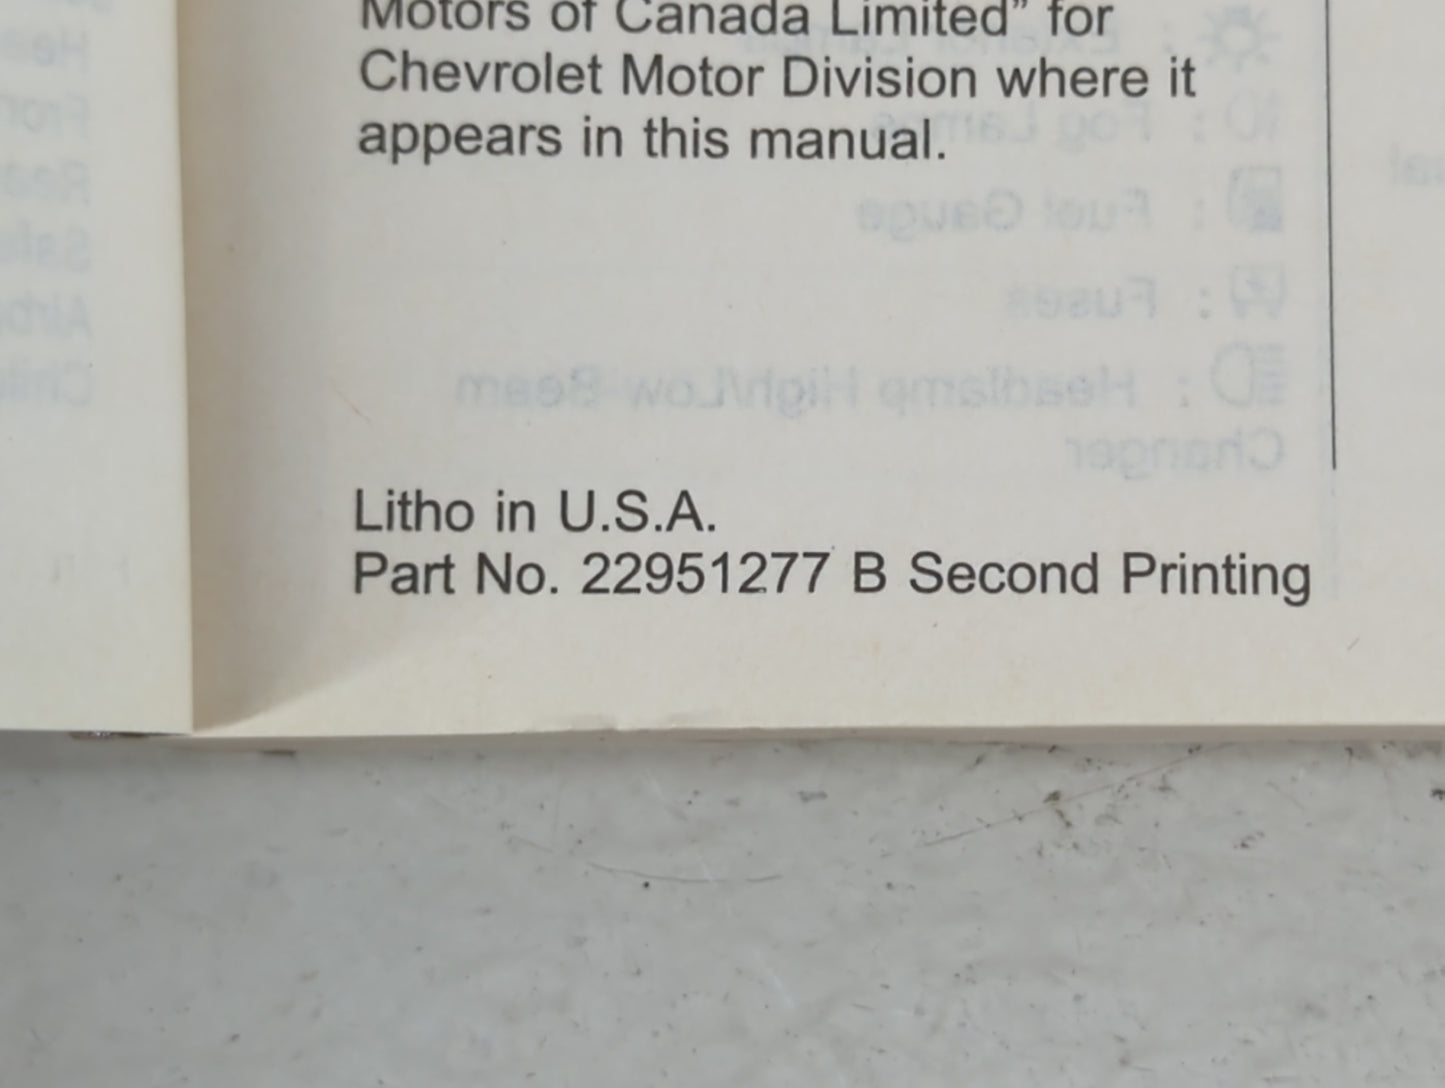 Motors of Canada Limited” for
Chevrolet Motor Division where it
appears in this manual.
Litho in U.S.A.
Part No. 22951277 B Second Printing